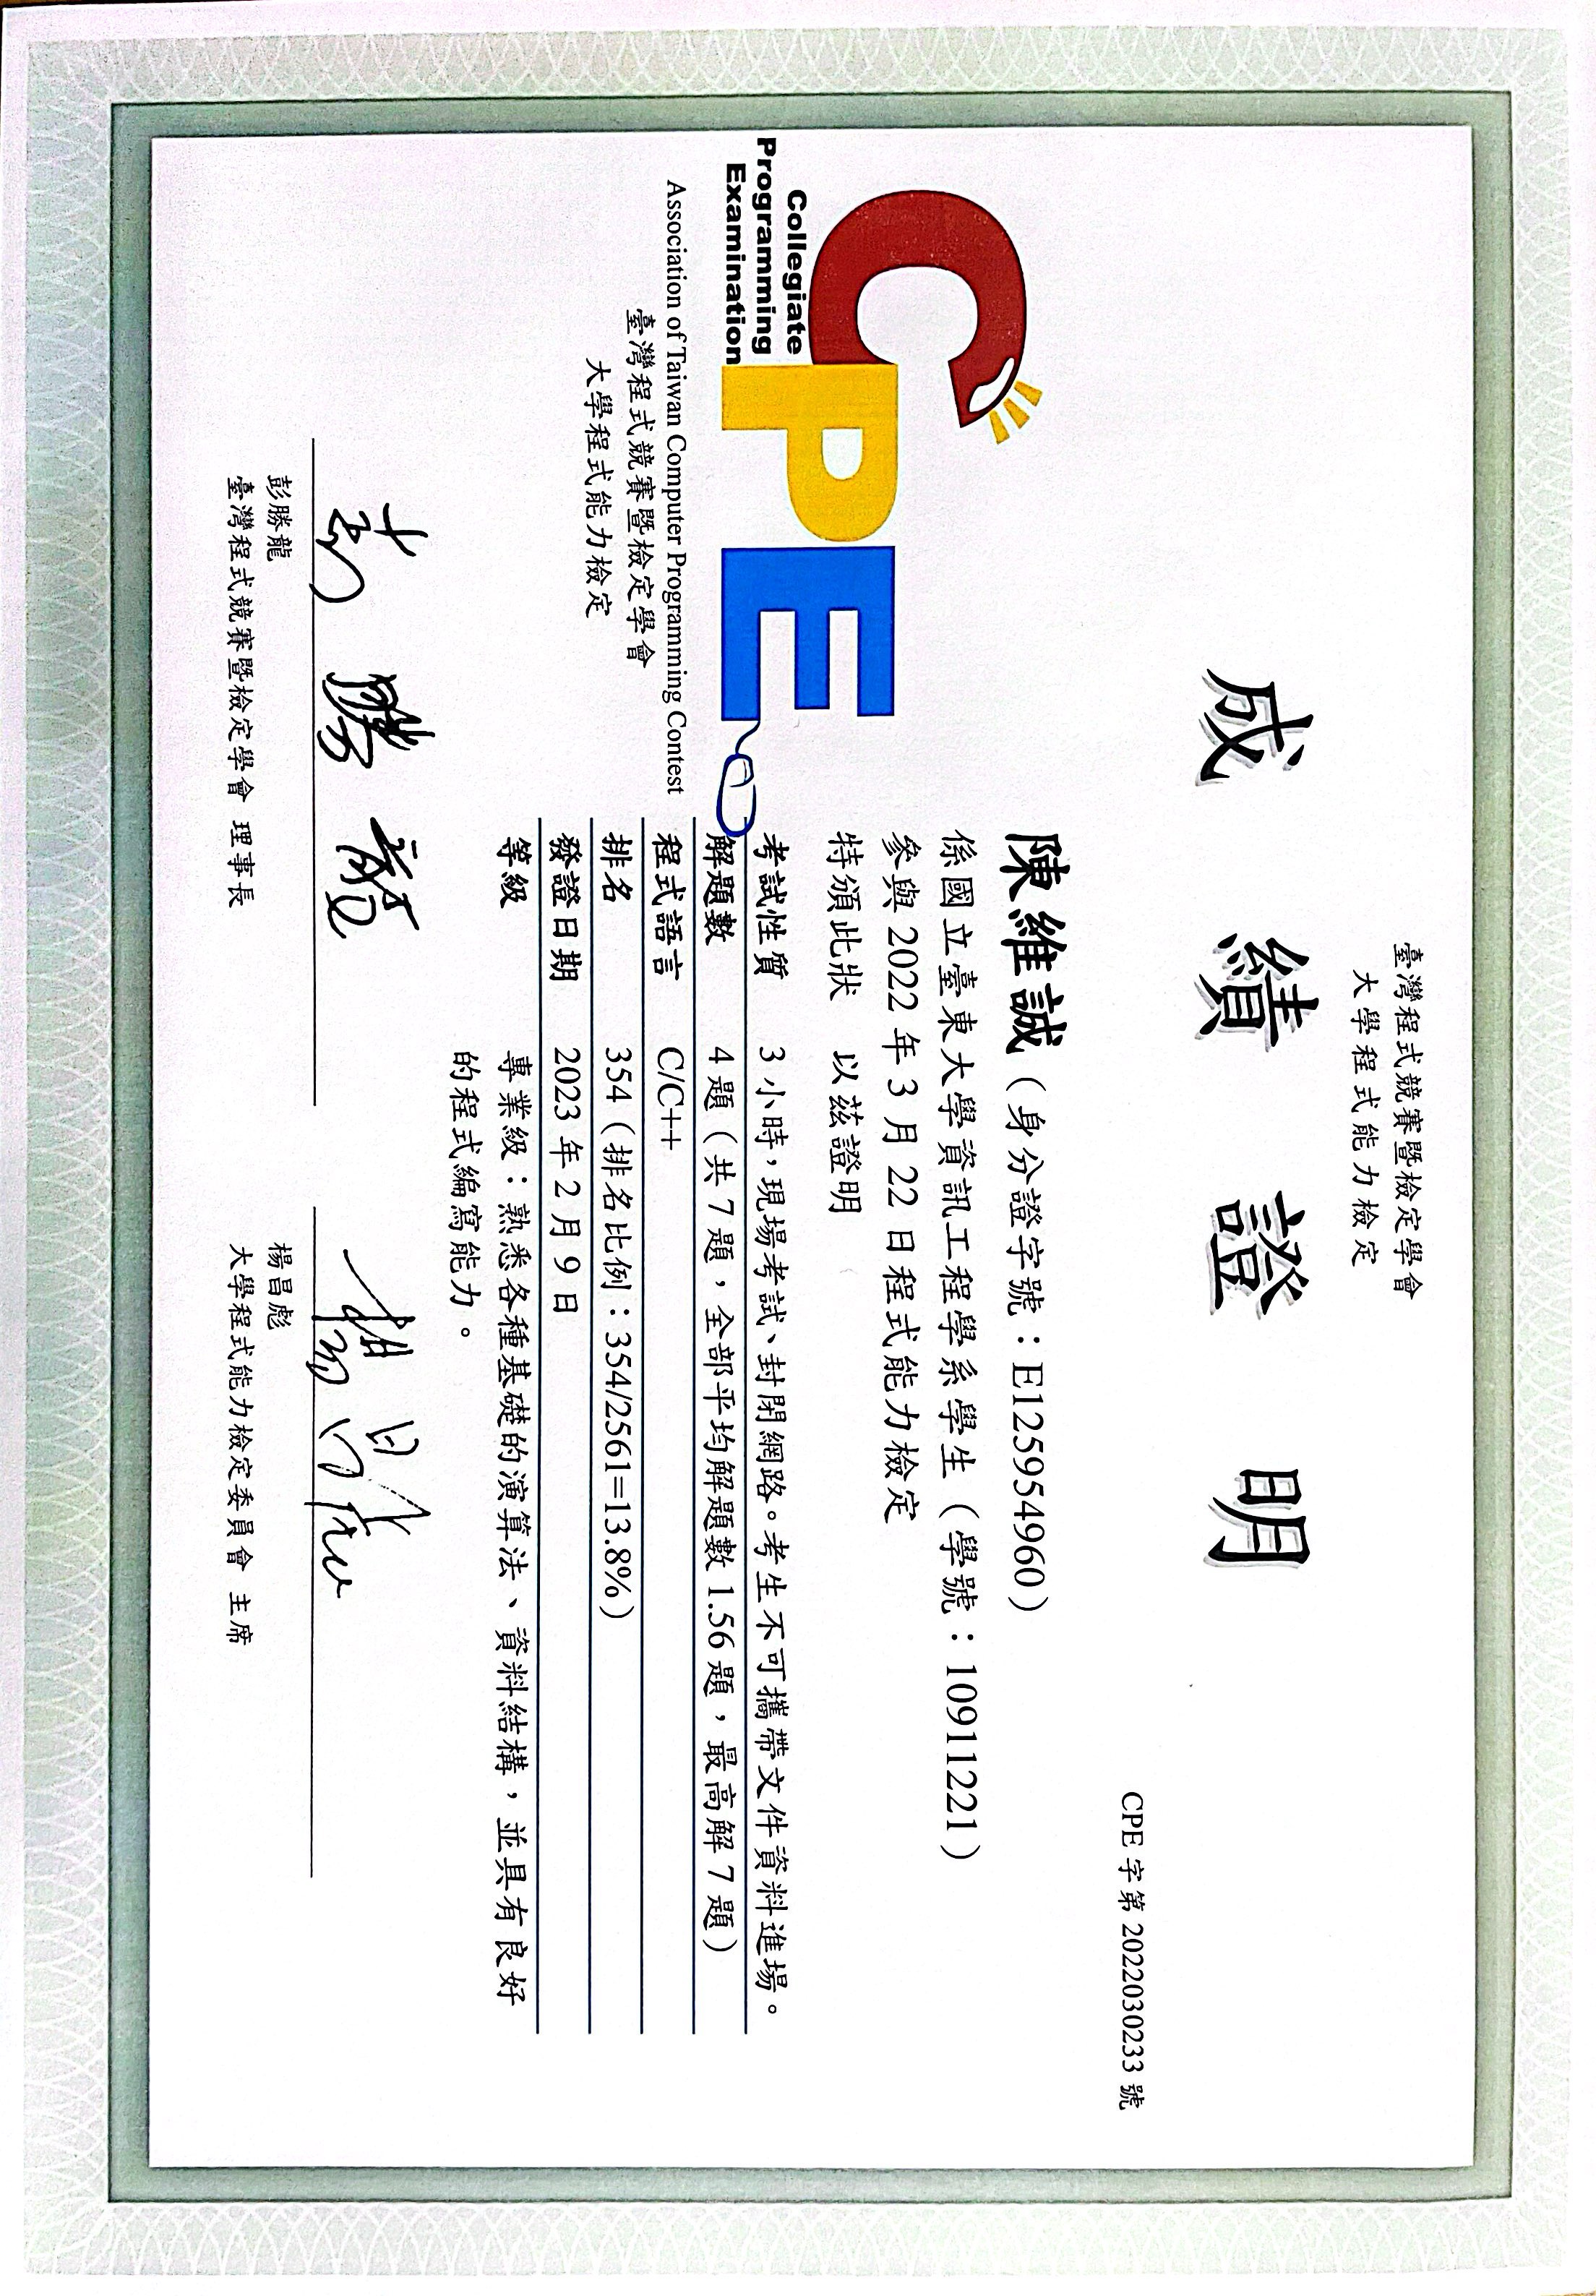 臺灣程式競賽暨檢定學會
大學程式能力檢定
成績證明
CPE 字第 2022030233 號
陳維誠（身分證字號：E125954960）
係國立臺東大學資訊工程學系學生（學號：10911221）
參與 2022 年 3 月 22 日程式能力檢定
特頒此狀　以茲證明
CPE
Collegiate
Programming
Examination
Association of Taiwan Computer Programming Contest
臺灣程式競賽暨檢定學會
大學程式能力檢定
考試性質　3 小時，現場考試、封閉網路。考生不可攜帶文件資料進場。
解題數　4 題（共 7 題，全部平均解題數 1.56 題，最高解 7 題）
程式語言　C/C++
排名　354（排名比例：354/2561=13.8%）
發證日期　2023 年 2 月 9 日
等級　專業級：熟悉各種基礎的演算法、資料結構，並具有良好
的程式編寫能力。
彭勝龍　楊昌彪
彭勝龍
臺灣程式競賽暨檢定學會 理事長
楊昌彪
大學程式能力檢定委員會 主席